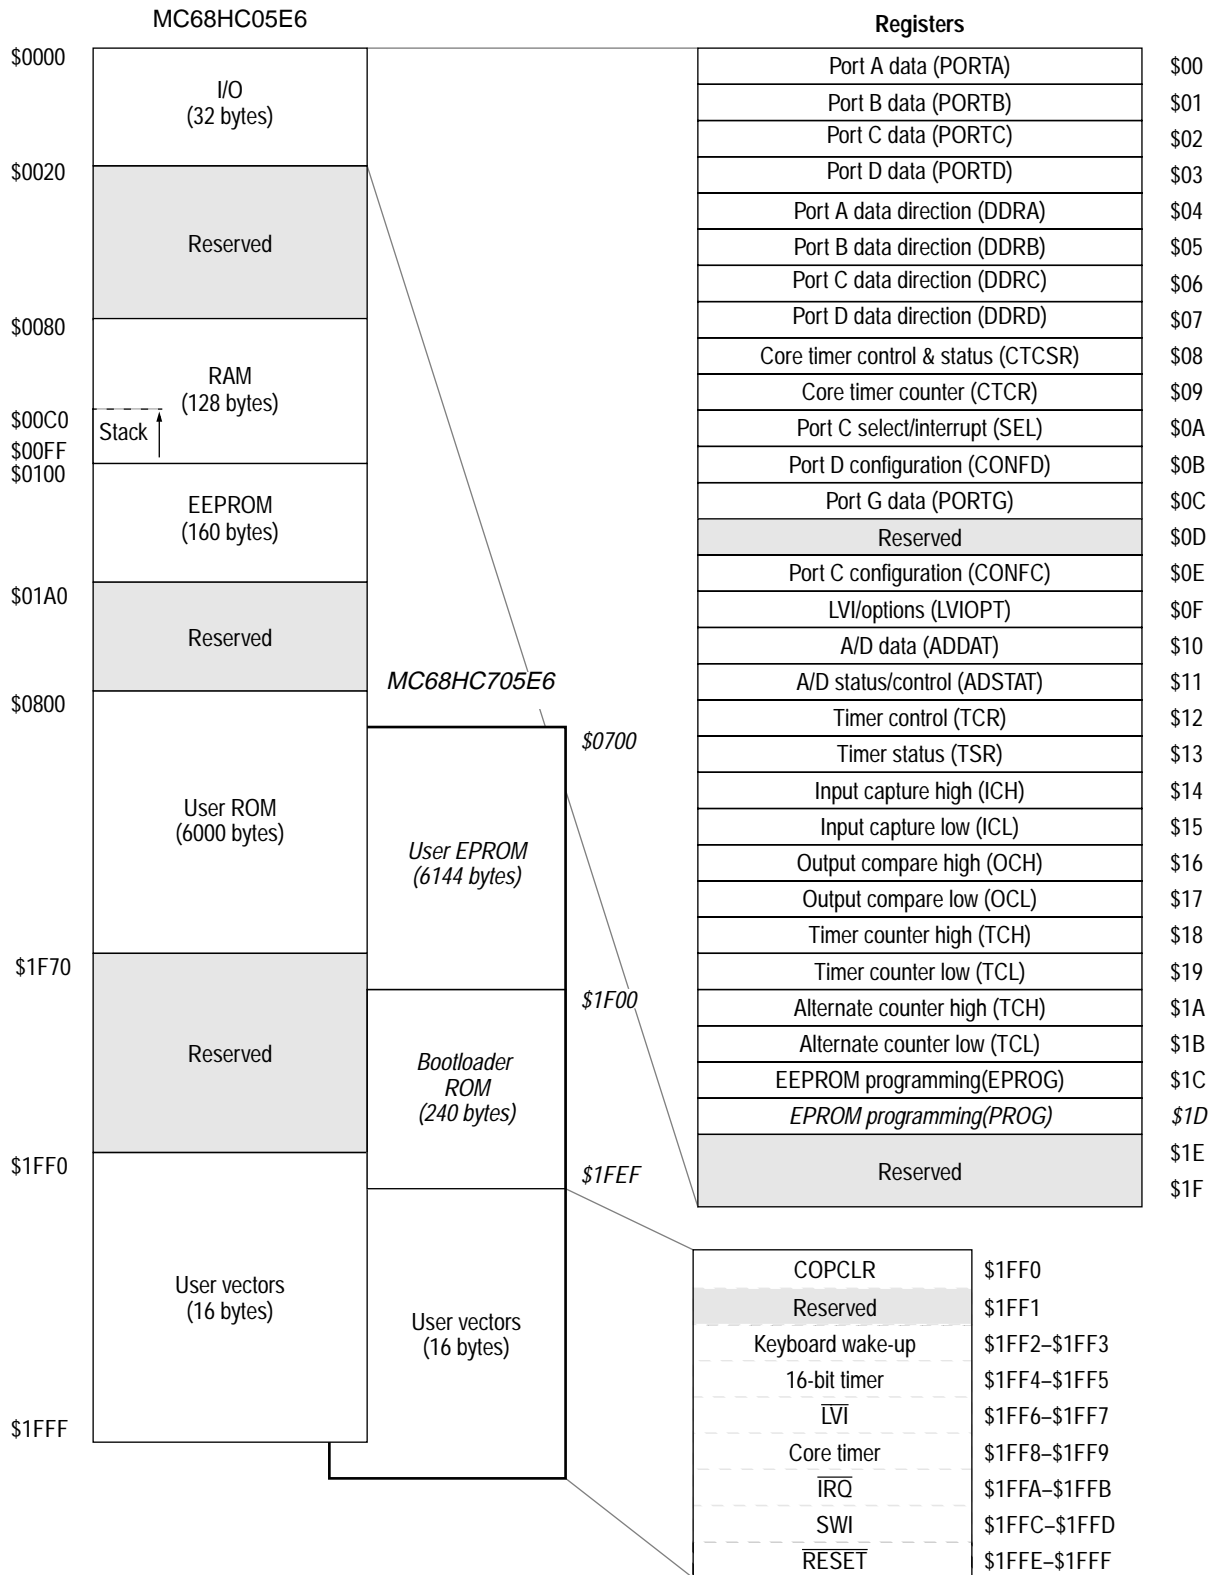 MC68HC05E6
$0000
I/O
(32 bytes)
$0020
Reserved
$0080
RAM
(128 bytes)
$00C0
Stack
$00FF
$0100
EEPROM
(160 bytes)
$01A0
Reserved
$0800
User ROM
(6000 bytes)
$1F70
Reserved
$1FF0
User vectors
(16 bytes)
$1FFF
MC68HC705E6
$0700
User EPROM
(6144 bytes)
$1F00
Bootloader
ROM
(240 bytes)
$1FEF
User vectors
(16 bytes)
Registers
Port A data (PORTA) $00
Port B data (PORTB) $01
Port C data (PORTC) $02
Port D data (PORTD) $03
Port A data direction (DDRA) $04
Port B data direction (DDRB) $05
Port C data direction (DDRC) $06
Port D data direction (DDRD) $07
Core timer control & status (CTCSR) $08
Core timer counter (CTCR) $09
Port C select/interrupt (SEL) $0A
Port D configuration (CONFD) $0B
Port G data (PORTG) $0C
Reserved $0D
Port C configuration (CONFC) $0E
LVI/options (LVIOPT) $0F
A/D data (ADDAT) $10
A/D status/control (ADSTAT) $11
Timer control (TCR) $12
Timer status (TSR) $13
Input capture high (ICH) $14
Input capture low (ICL) $15
Output compare high (OCH) $16
Output compare low (OCL) $17
Timer counter high (TCH) $18
Timer counter low (TCL) $19
Alternate counter high (TCH) $1A
Alternate counter low (TCL) $1B
EEPROM programming(EPROG) $1C
EPROM programming(PROG) $1D
$1E
Reserved
$1F
COPCLR $1FF0
Reserved $1FF1
Keyboard wake-up $1FF2–$1FF3
16-bit timer $1FF4–$1FF5
LVI $1FF6–$1FF7
Core timer $1FF8–$1FF9
IRQ $1FFA–$1FFB
SWI $1FFC–$1FFD
RESET $1FFE–$1FFF